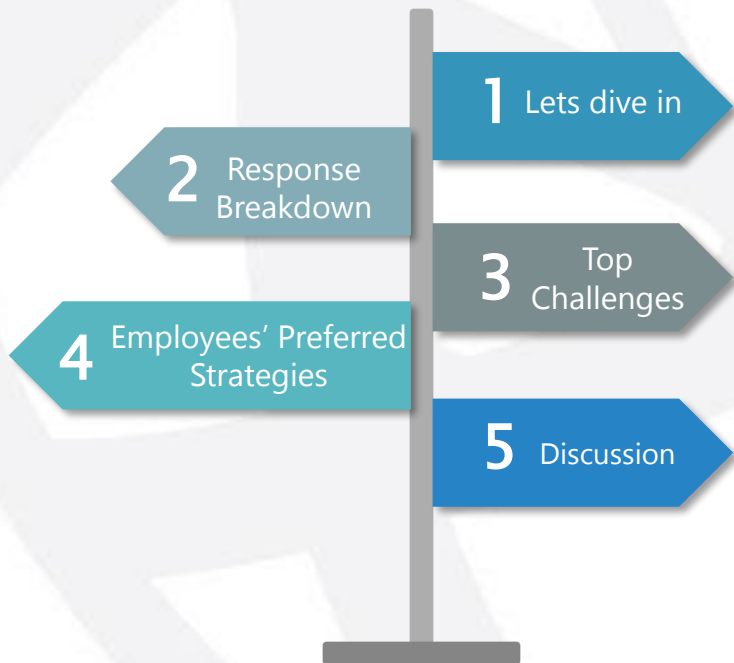 1 Lets dive in
2 Response
Breakdown
3 Top
Challenges
4 Employees’ Preferred
Strategies
5 Discussion